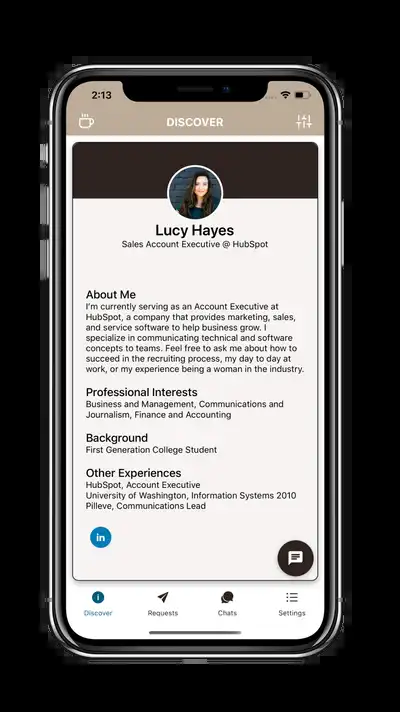 2:13
DISCOVER
Lucy Hayes
Sales Account Executive @ HubSpot
About Me
I'm currently serving as an Account Executive at
HubSpot, a company that provides marketing, sales,
and service software to help business grow. I
specialize in communicating technical and software
concepts to teams. Feel free to ask me about how to
succeed in the recruiting process, my day to day at
work, or my experience being a woman in the industry.
Professional Interests
Business and Management, Communications and
Journalism, Finance and Accounting
Background
First Generation College Student
Other Experiences
HubSpot, Account Executive
University of Washington, Information Systems 2010
Pilleve, Communications Lead
in
Discover
Requests
Chats
Settings